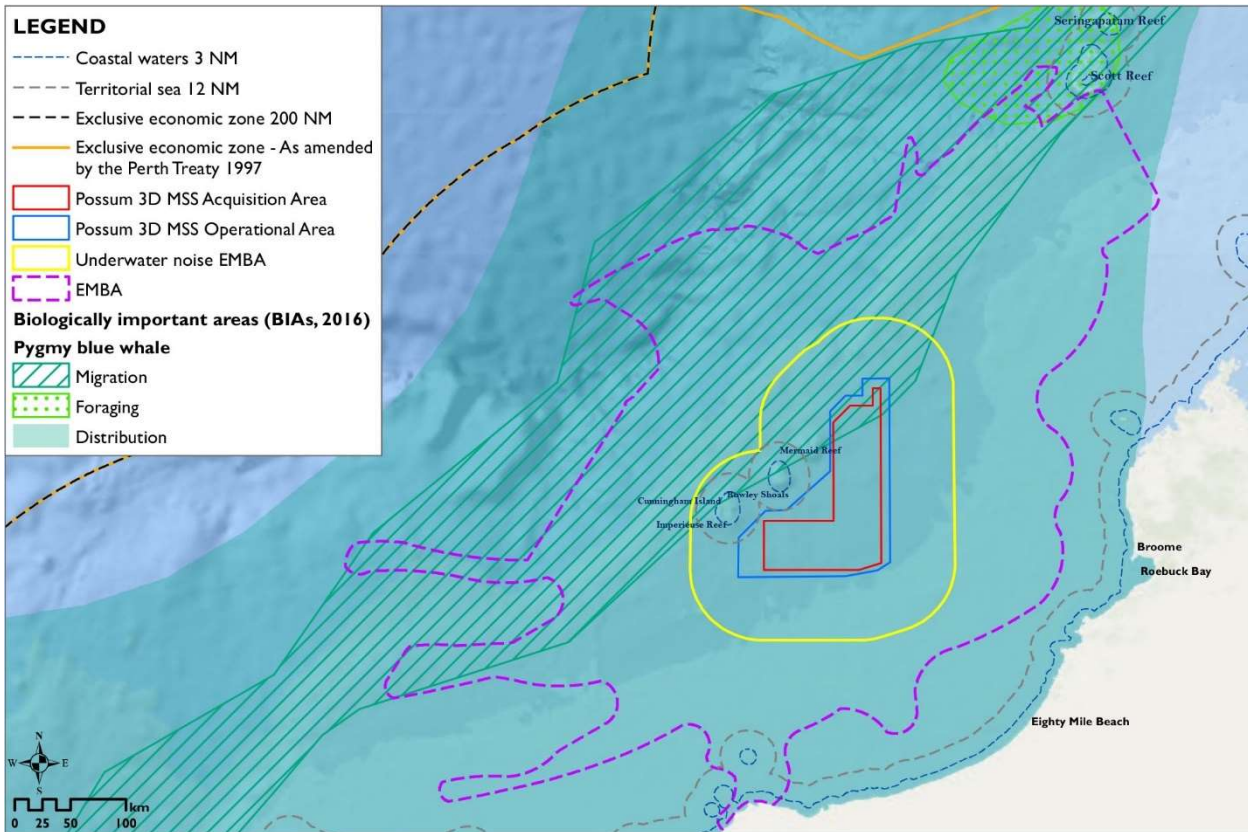 LEGEND
Coastal waters 3 NM
Territorial sea 12 NM
Exclusive economic zone 200 NM
Exclusive economic zone - As amended
by the Perth Treaty 1997
Possum 3D MSS Acquisition Area
Possum 3D MSS Operational Area
Underwater noise EMBA
EMBA
Biologically important areas (BIAs, 2016)
Pygmy blue whale
Migration
Foraging
Distribution
Seringapatam Reef
Scott Reef
Mermaid Reef
Rowley Shoals
Cunningham Island
Imperieuse Reef
Broome
Roebuck Bay
Eighty Mile Beach
N
W E
S
km
0 25 50 100